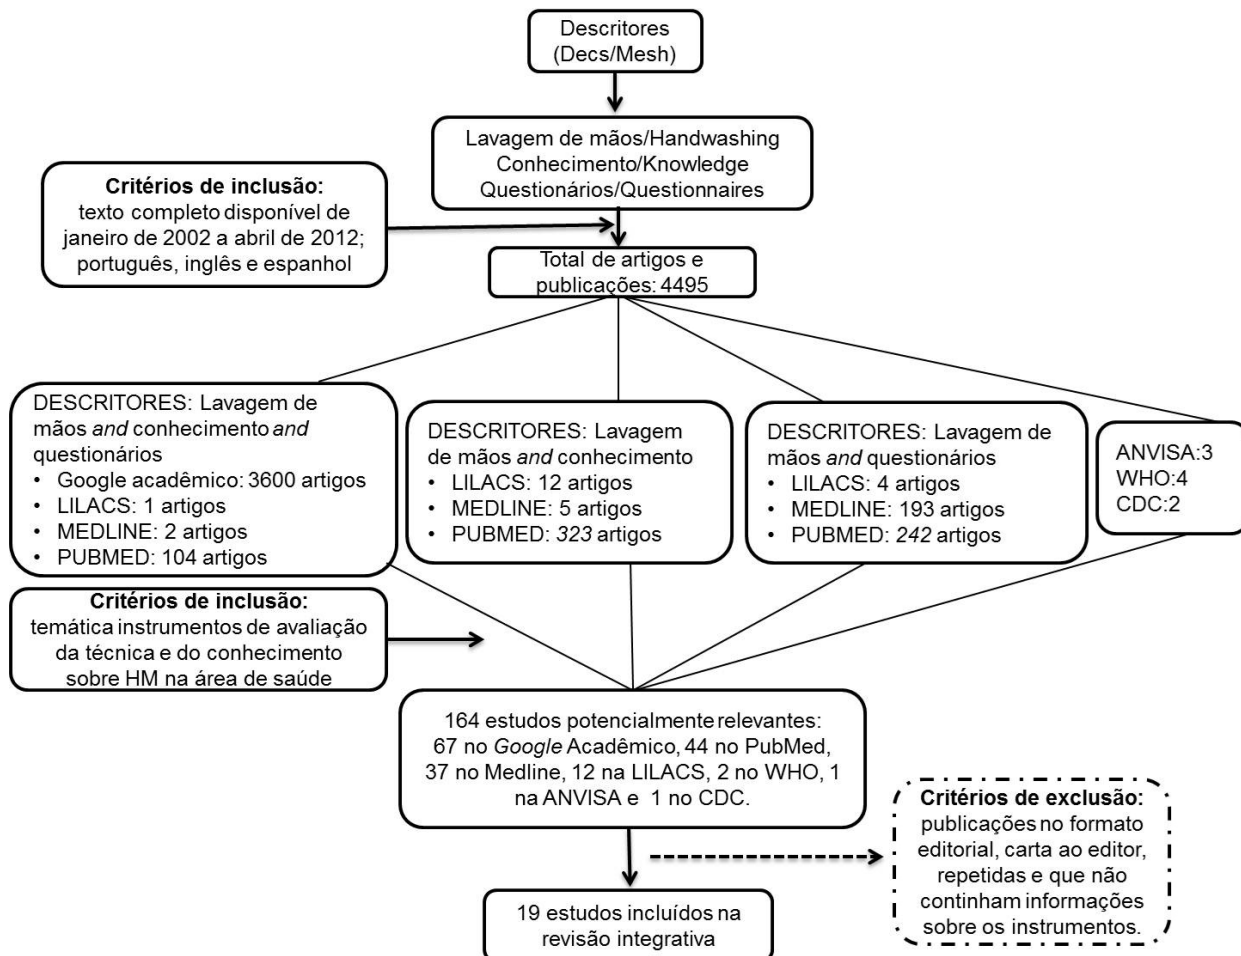 Descritores
(Decs/Mesh)
Lavagem de mãos/Handwashing
Conhecimento/Knowledge
Questionários/Questionnaires
Critérios de inclusão:
texto completo disponível de
janeiro de 2002 a abril de 2012;
português, inglês e espanhol
Total de artigos e
publicações: 4495
DESCRITORES: Lavagem de
mãos and conhecimento and
questionários
• Google acadêmico: 3600 artigos
• LILACS: 1 artigos
• MEDLINE: 2 artigos
• PUBMED: 104 artigos
DESCRITORES: Lavagem
de mãos and conhecimento
• LILACS: 12 artigos
• MEDLINE: 5 artigos
• PUBMED: 323 artigos
DESCRITORES: Lavagem de
mãos and questionários
• LILACS: 4 artigos
• MEDLINE: 193 artigos
• PUBMED: 242 artigos
ANVISA:3
WHO:4
CDC:2
Critérios de inclusão:
temática instrumentos de avaliação
da técnica e do conhecimento
sobre HM na área de saúde
164 estudos potencialmente relevantes:
67 no Google Acadêmico, 44 no PubMed,
37 no Medline, 12 na LILACS, 2 no WHO, 1
na ANVISA e 1 no CDC.
Critérios de exclusão:
publicações no formato
editorial, carta ao editor,
repetidas e que não
continham informações
sobre os instrumentos.
19 estudos incluídos na
revisão integrativa